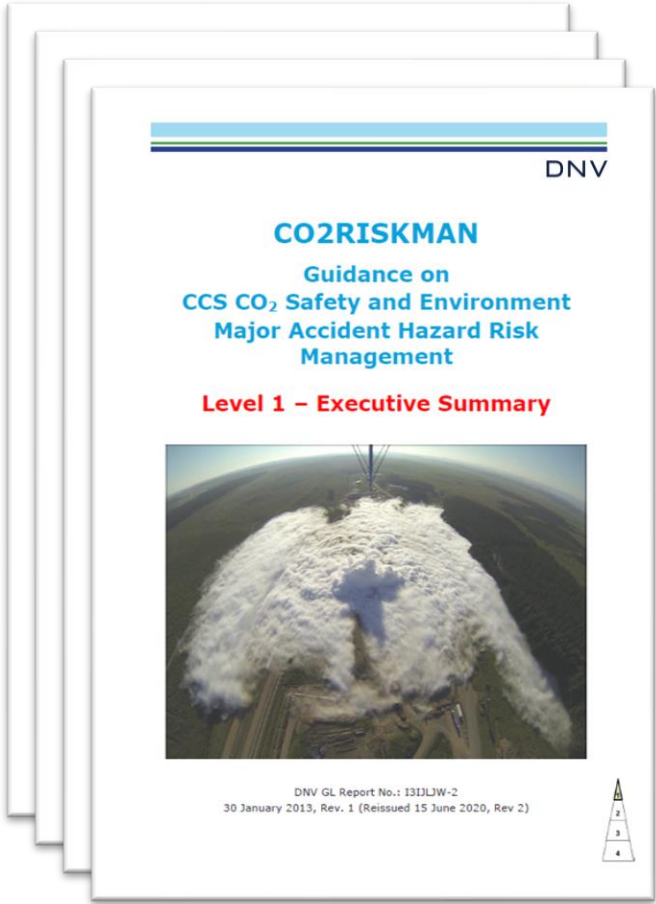 DNV
CO2RISKMAN
Guidance on
CCS CO₂ Safety and Environment
Major Accident Hazard Risk
Management
Level 1 – Executive Summary
DNV GL Report No.: I3IJLJW-2
30 January 2013, Rev. 1 (Reissued 15 June 2020, Rev 2)
1
2
3
4